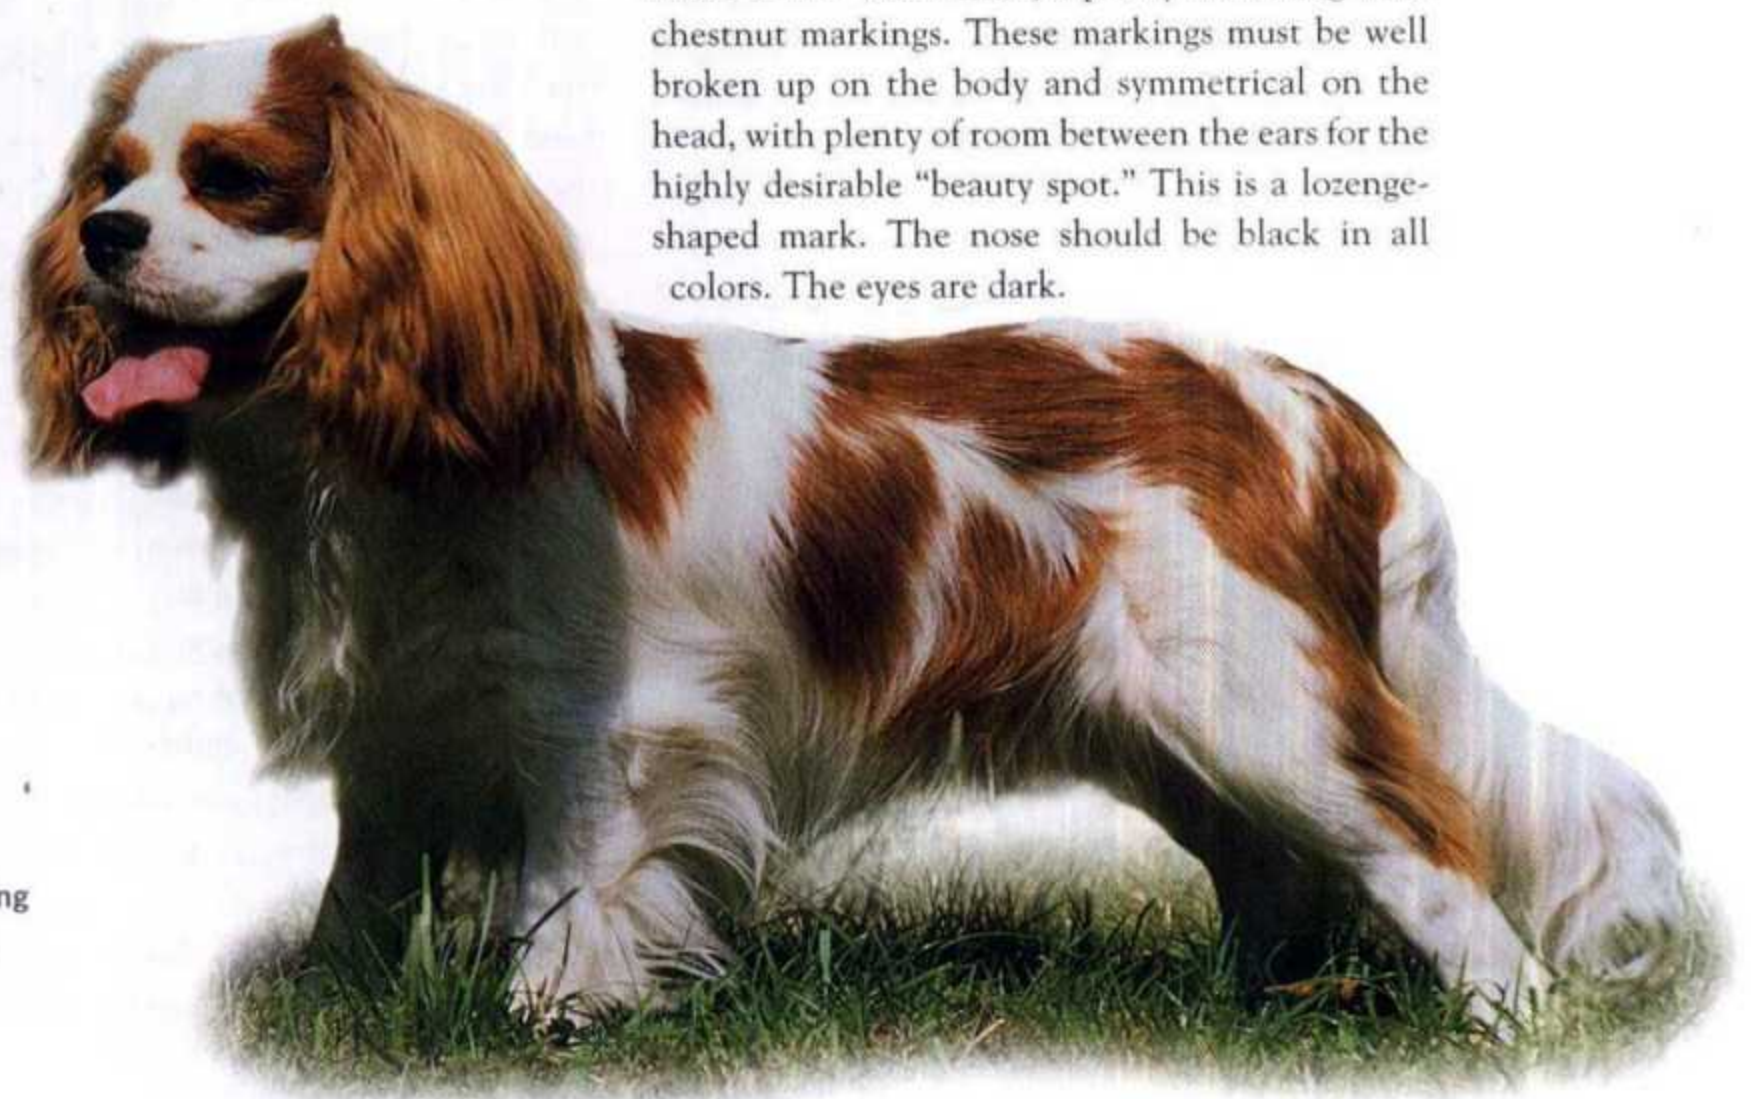 chestnut markings. These markings must be well
broken up on the body and symmetrical on the
head, with plenty of room between the ears for the
highly desirable “beauty spot.” This is a lozenge-
shaped mark. The nose should be black in all
colors. The eyes are dark.
ng